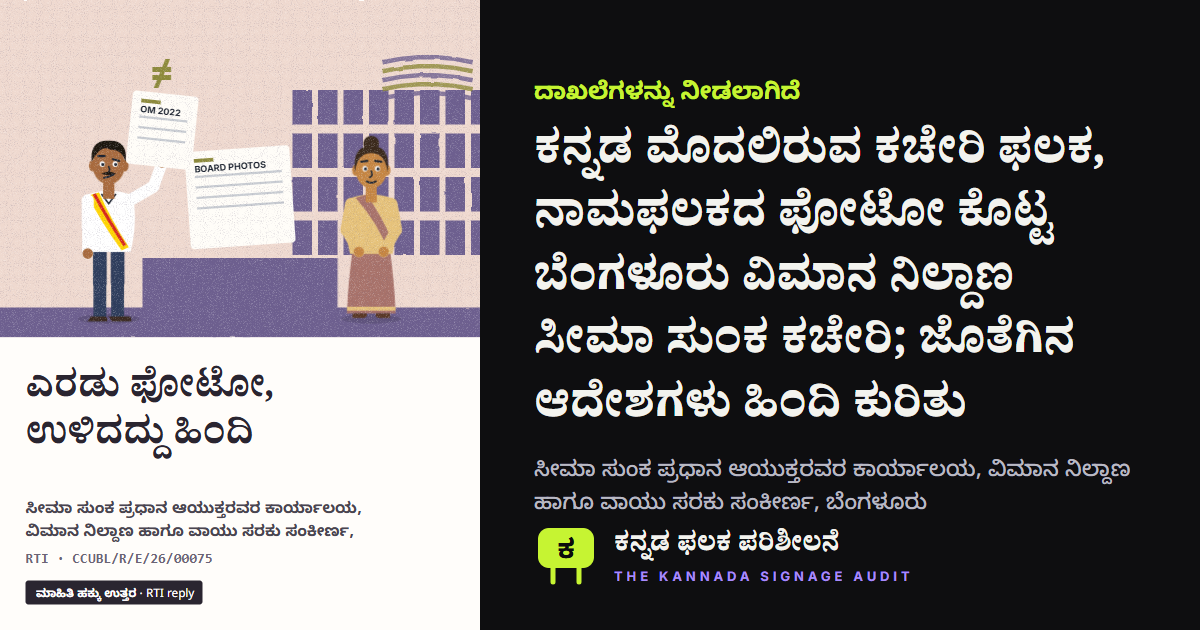 ≠
OM 2022
BOARD PHOTOS
ಎರಡು ಫೋಟೋ,
ಉಳಿದದ್ದು ಹಿಂದಿ
ಸೀಮಾ ಸುಂಕ ಪ್ರಧಾನ ಆಯುಕ್ತರವರ ಕಾರ್ಯಾಲಯ,
ವಿಮಾನ ನಿಲ್ದಾಣ ಹಾಗೂ ವಾಯು ಸರಕು ಸಂಕೀರ್ಣ,
RTI · CCUBL/R/E/26/00075
ಮಾಹಿತಿ ಹಕ್ಕು ಉತ್ತರ · RTI reply
ದಾಖಲೆಗಳನ್ನು ನೀಡಲಾಗಿದೆ
ಕನ್ನಡ ಮೊದಲಿರುವ ಕಚೇರಿ ಫಲಕ,
ನಾಮಫಲಕದ ಫೋಟೋ ಕೊಟ್ಟ
ಬೆಂಗಳೂರು ವಿಮಾನ ನಿಲ್ದಾಣ
ಸೀಮಾ ಸುಂಕ ಕಚೇರಿ; ಜೊತೆಗಿನ
ಆದೇಶಗಳು ಹಿಂದಿ ಕುರಿತು
ಸೀಮಾ ಸುಂಕ ಪ್ರಧಾನ ಆಯುಕ್ತರವರ ಕಾರ್ಯಾಲಯ, ವಿಮಾನ ನಿಲ್ದಾಣ
ಹಾಗೂ ವಾಯು ಸರಕು ಸಂಕೀರ್ಣ, ಬೆಂಗಳೂರು
ಕ
ಕನ್ನಡ ಫಲಕ ಪರಿಶೀಲನೆ
THE KANNADA SIGNAGE AUDIT